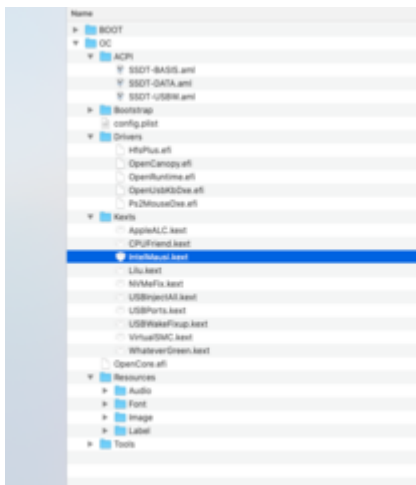 Name
BOOT
OC
ACPI
SSDT-BASIS.aml
SSDT-DATA.aml
SSDT-USBW.aml
Bootstrap
config.plist
Drivers
HfsPlus.efi
OpenCanopy.efi
OpenRuntime.efi
OpenUsbKbDxe.efi
Ps2MouseDxe.efi
Kexts
AppleALC.kext
CPUFriend.kext
IntelMausi.kext
Lilu.kext
NVMeFix.kext
USBInjectAll.kext
USBPorts.kext
USBWakeFixup.kext
VirtualSMC.kext
WhateverGreen.kext
OpenCore.efi
Resources
Audio
Font
Image
Label
Tools